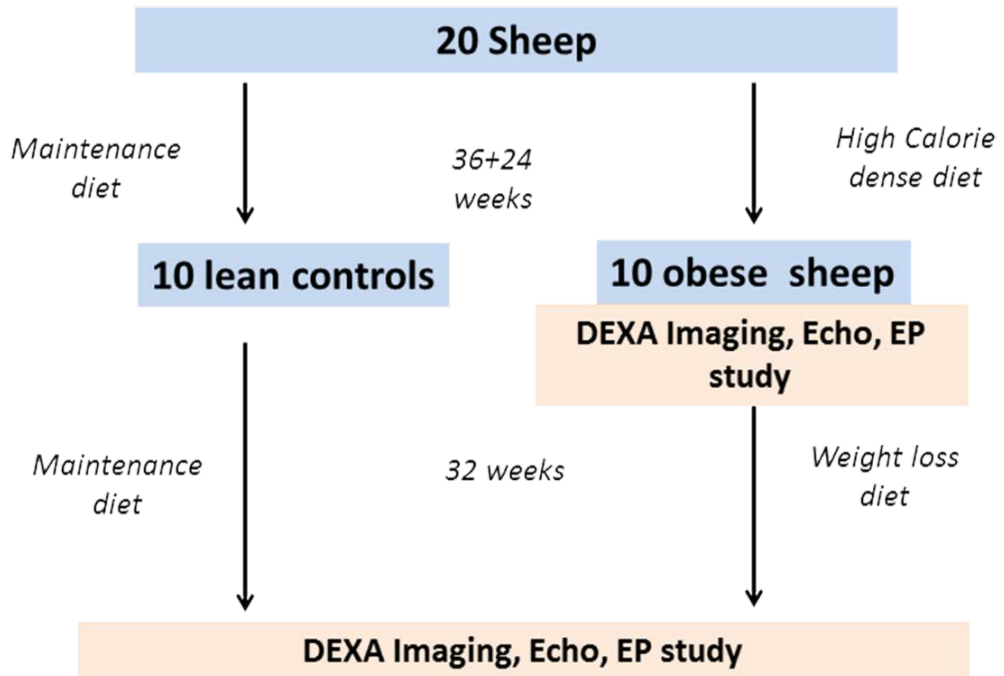 20 Sheep
Maintenance
diet
36+24
weeks
High Calorie
dense diet
10 lean controls
10 obese sheep
DEXA Imaging, Echo, EP
study
Maintenance
diet
32 weeks
Weight loss
diet
DEXA Imaging, Echo, EP study